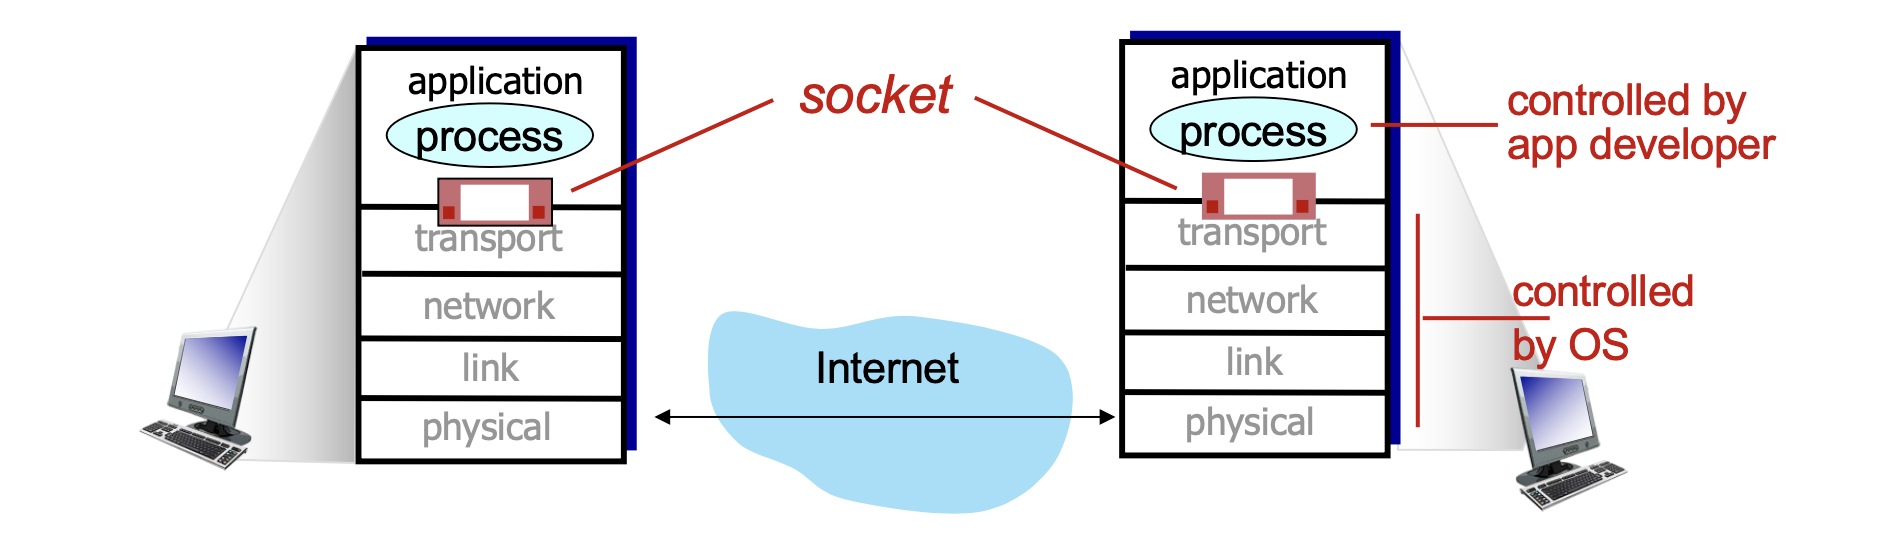 application
process
transport
network
link
physical
socket
Internet
application
process
transport
network
link
physical
controlled by
app developer
controlled
by OS